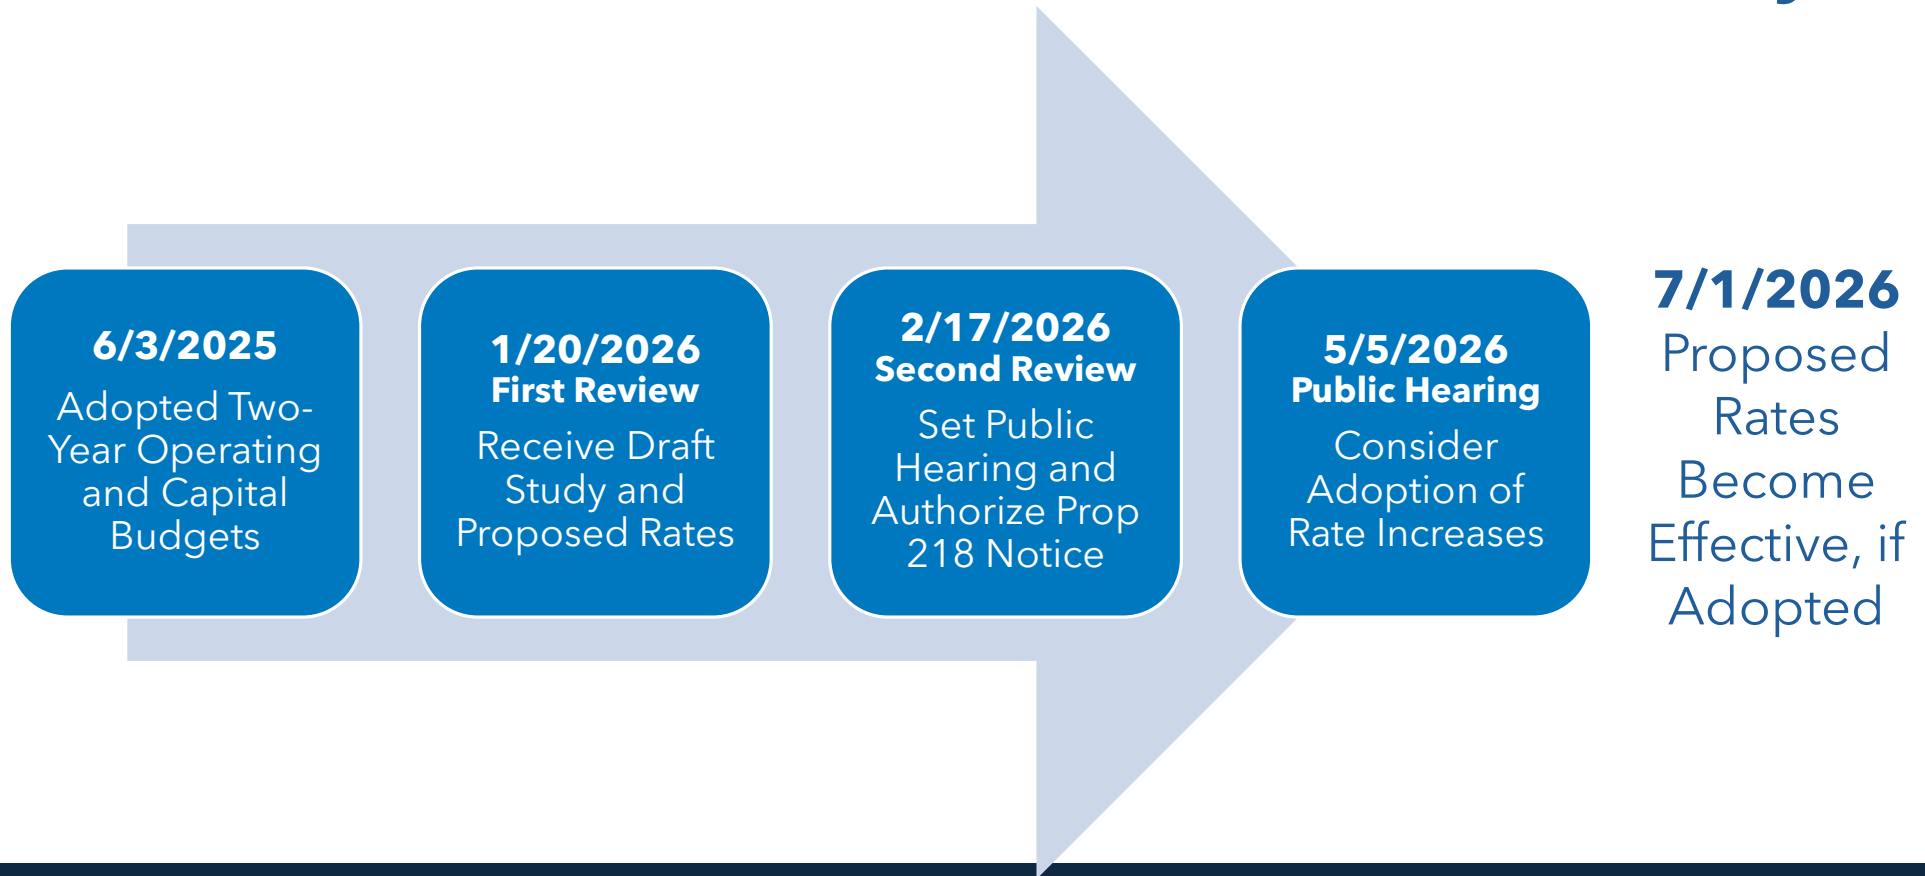 6/3/2025
Adopted Two-
Year Operating
and Capital
Budgets
1/20/2026
First Review
Receive Draft
Study and
Proposed Rates
2/17/2026
Second Review
Set Public
Hearing and
Authorize Prop
218 Notice
5/5/2026
Public Hearing
Consider
Adoption of
Rate Increases
7/1/2026
Proposed
Rates
Become
Effective, if
Adopted